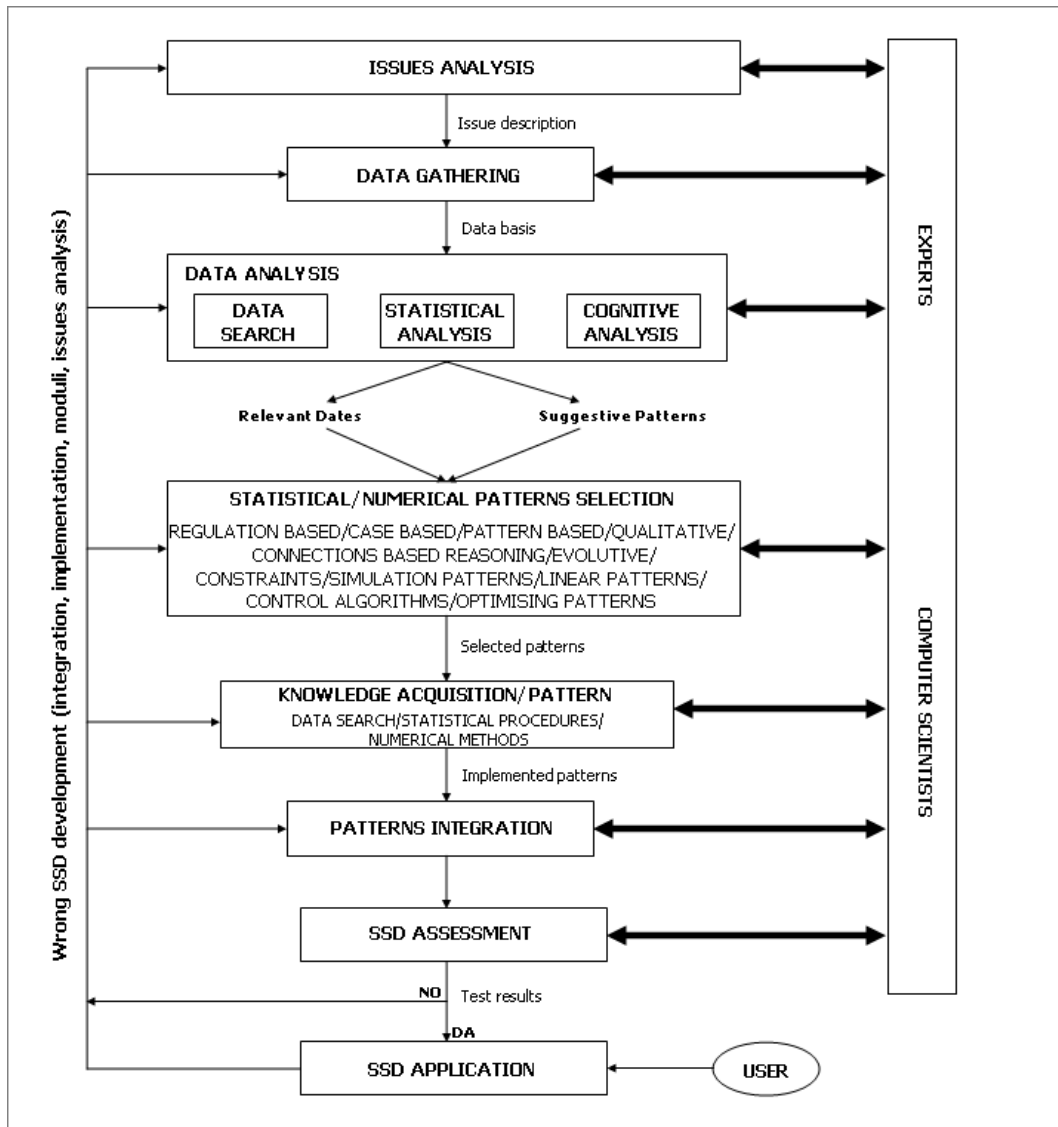 ISSUES ANALYSIS
Issue description
DATA GATHERING
Data basis
DATA ANALYSIS
DATA
SEARCH
STATISTICAL
ANALYSIS
COGNITIVE
ANALYSIS
Relevant Dates
Suggestive Patterns
STATISTICAL/NUMERICAL PATTERNS SELECTION
REGULATION BASED/CASE BASED/PATTERN BASED/QUALITATIVE/
CONNECTIONS BASED REASONING/EVOLUTIVE/
CONSTRAINTS/SIMULATION PATTERNS/LINEAR PATTERNS/
CONTROL ALGORITHMS/OPTIMISING PATTERNS
Selected patterns
KNOWLEDGE ACQUISITION/PATTERN
DATA SEARCH/STATISTICAL PROCEDURES/
NUMERICAL METHODS
Implemented patterns
PATTERNS INTEGRATION
SSD ASSESSMENT
NO
Test results
DA
SSD APPLICATION
USER
Wrong SSD development (integration, implementation, moduli, issues analysis)
EXPERTS
COMPUTER SCIENTISTS